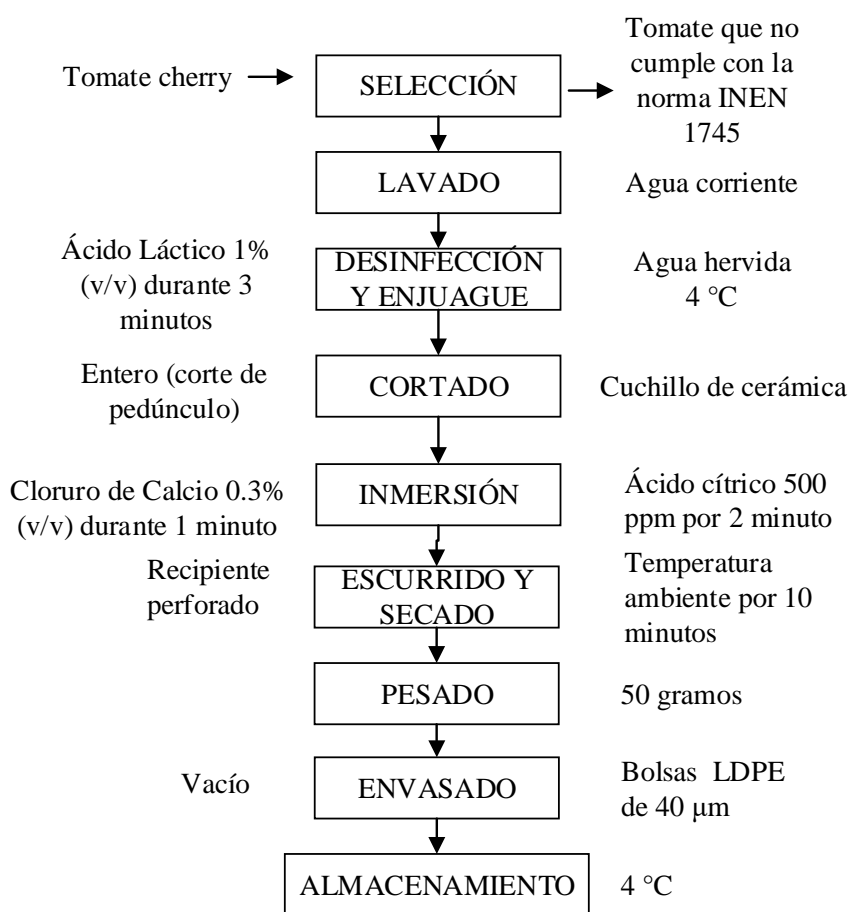 Tomate cherry
SELECCIÓN
Tomate que no
cumple con la
norma INEN
1745
LAVADO
Agua corriente
Ácido Láctico 1%
(v/v) durante 3
minutos
DESINFECCIÓN
Y ENJUAGUE
Agua hervida
4 °C
Entero (corte de
pedúnculo)
CORTADO
Cuchillo de cerámica
Cloruro de Calcio 0.3%
(v/v) durante 1 minuto
INMERSIÓN
Ácido cítrico 500
ppm por 2 minuto
Recipiente
perforado
ESCURRIDO Y
SECADO
Temperatura
ambiente por 10
minutos
PESADO
50 gramos
Vacío
ENVASADO
Bolsas LDPE
de 40 μm
ALMACENAMIENTO
4 °C